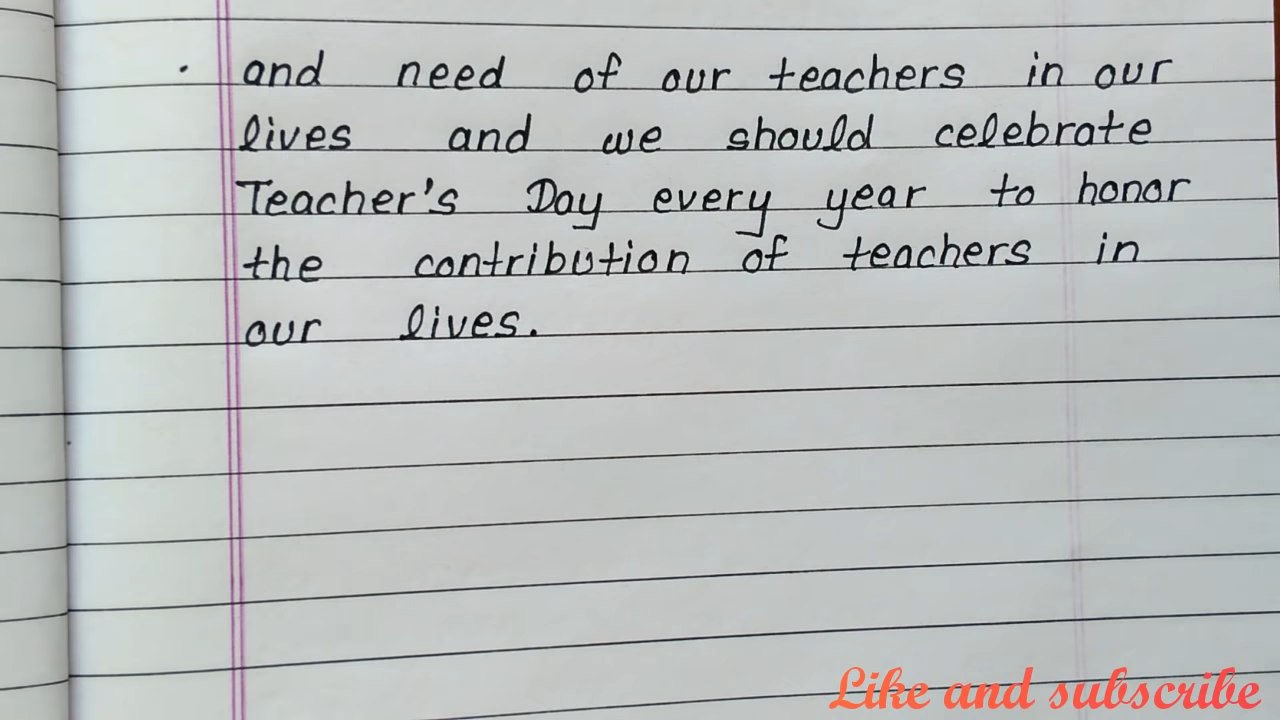 and need of our teachers in our
lives and we should celebrate
Teacher's Day every year to honor
the contribution of teachers in
our lives.
Like and subscribe